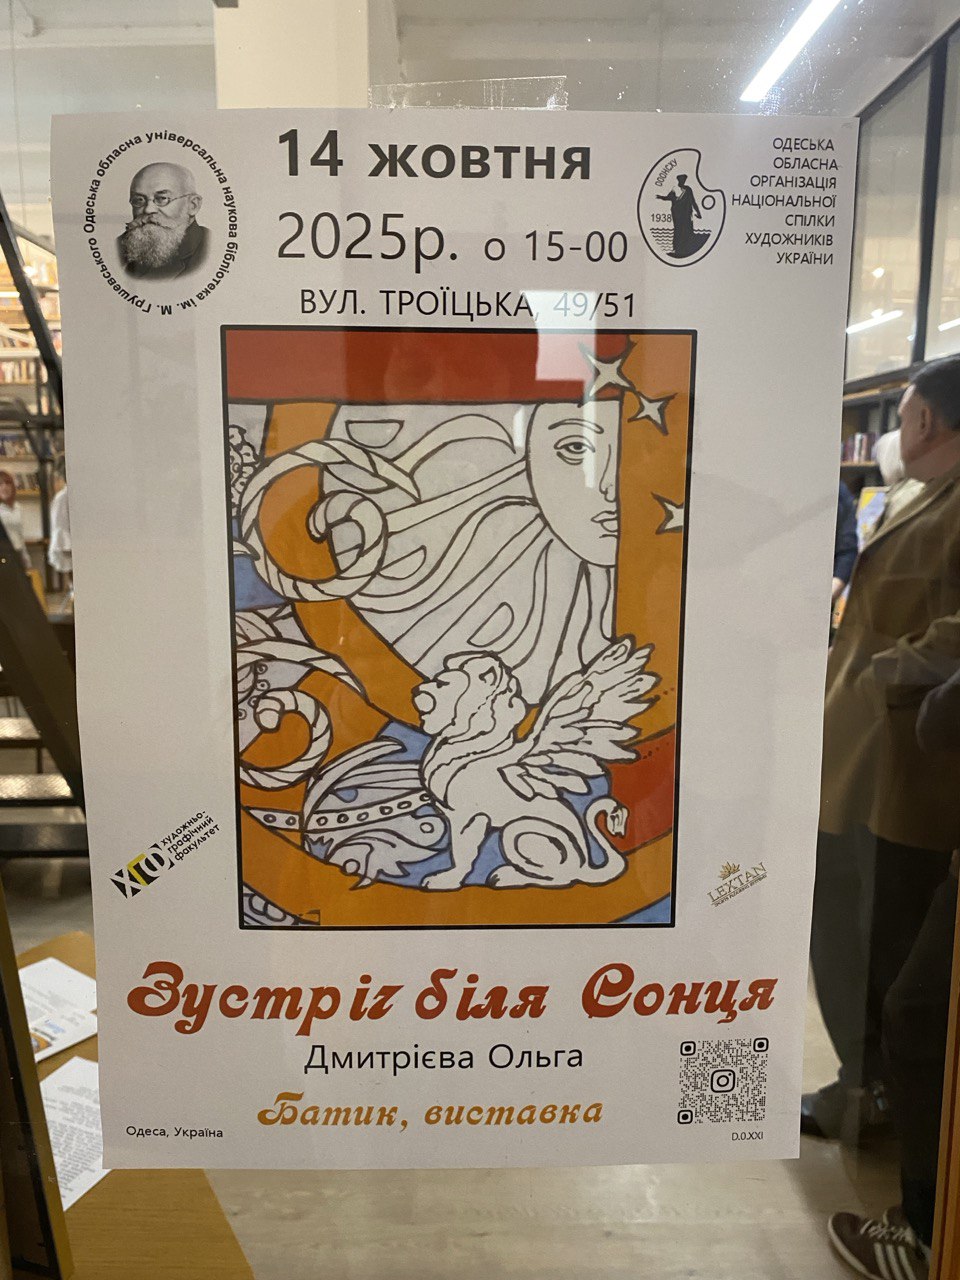 Одеська обласна універсальна наукова бібліотека ім. М. Грушевського
14 жовтня
2025р. о 15-00
ВУЛ. ТРОЇЦЬКА, 49/51
ОООНСХУ
1938
ОДЕСЬКА
ОБЛАСНА
ОРГАНІЗАЦІЯ
НАЦІОНАЛЬНОЇ
СПІЛКИ
ХУДОЖНИКІВ
УКРАЇНИ
ХГФ
художньо-
графічний
факультет
LEXTAN
Зустріч біля Сонця
Дмитрієва Ольга
Батик, виставка
Одеса, Україна
D.O.XXI